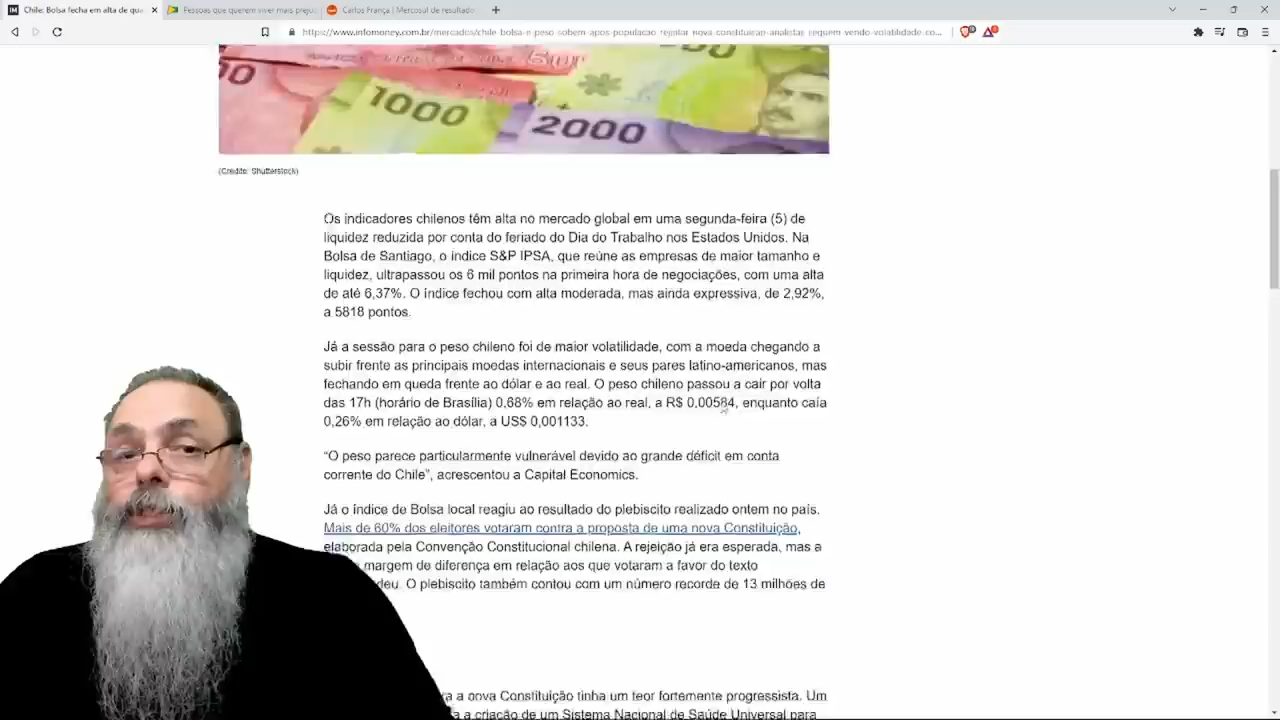 Chile: Bolsa fecha em alta de qua
Pessoas que querem viver mais preju
Carlos França | Mercosul de resultado
https://www.infomoney.com.br/mercados/chile-bolsa-e-peso-sobem-apos-populacao-rejeitar-nova-constituicao-analistas-seguem-vendo-volatilidade-co...
1000
2000
(Crédito: Shutterstock)
Os indicadores chilenos têm alta no mercado global em uma segunda-feira (5) de
liquidez reduzida por conta do feriado do Dia do Trabalho nos Estados Unidos. Na
Bolsa de Santiago, o índice S&P IPSA, que reúne as empresas de maior tamanho e
liquidez, ultrapassou os 6 mil pontos na primeira hora de negociações, com uma alta
de até 6,37%. O índice fechou com alta moderada, mas ainda expressiva, de 2,92%,
a 5818 pontos.
Já a sessão para o peso chileno foi de maior volatilidade, com a moeda chegando a
subir frente as principais moedas internacionais e seus pares latino-americanos, mas
fechando em queda frente ao dólar e ao real. O peso chileno passou a cair por volta
das 17h (horário de Brasília) 0,68% em relação ao real, a R$ 0,00584, enquanto caía
0,26% em relação ao dólar, a US$ 0,001133.
“O peso parece particularmente vulnerável devido ao grande déficit em conta
corrente do Chile”, acrescentou a Capital Economics.
Já o índice de Bolsa local reagiu ao resultado do plebiscito realizado ontem no país.
Mais de 60% dos eleitores votaram contra a proposta de uma nova Constituição,
elaborada pela Convenção Constitucional chilena. A rejeição já era esperada, mas a
margem de diferença em relação aos que votaram a favor do texto
deu. O plebiscito também contou com um número recorde de 13 milhões de
a nova Constituição tinha um teor fortemente progressista. Um
a criação de um Sistema Nacional de Saúde Universal para